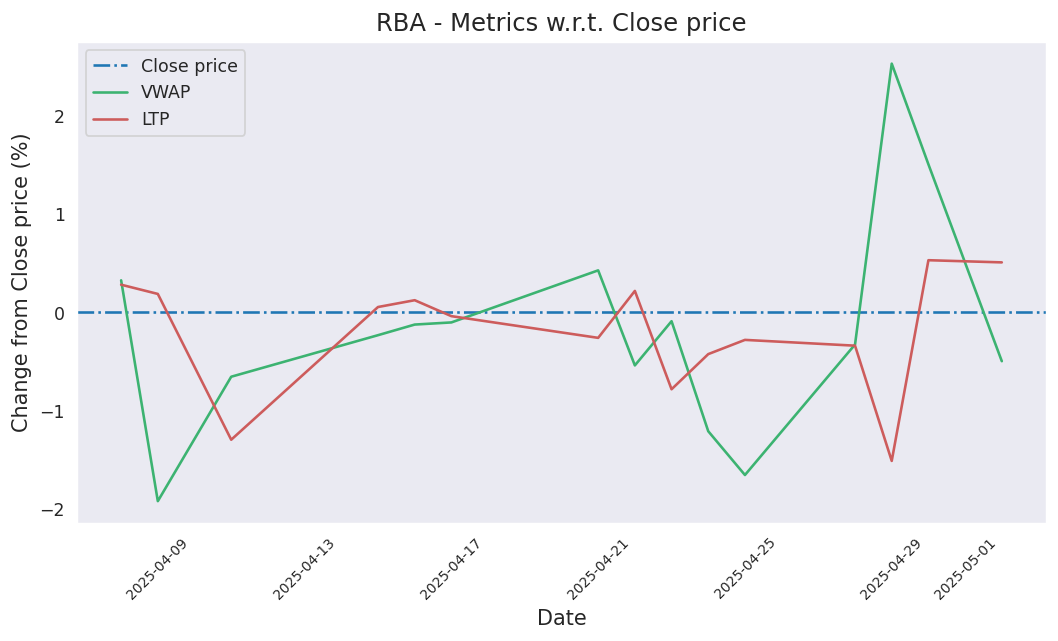 RBA - Metrics w.r.t. Close price
Close price
VWAP
LTP
Change from Close price (%)
2
1
0
−1
−2
2025-04-09
2025-04-13
2025-04-17
2025-04-21
2025-04-25
2025-04-29
2025-05-01
Date